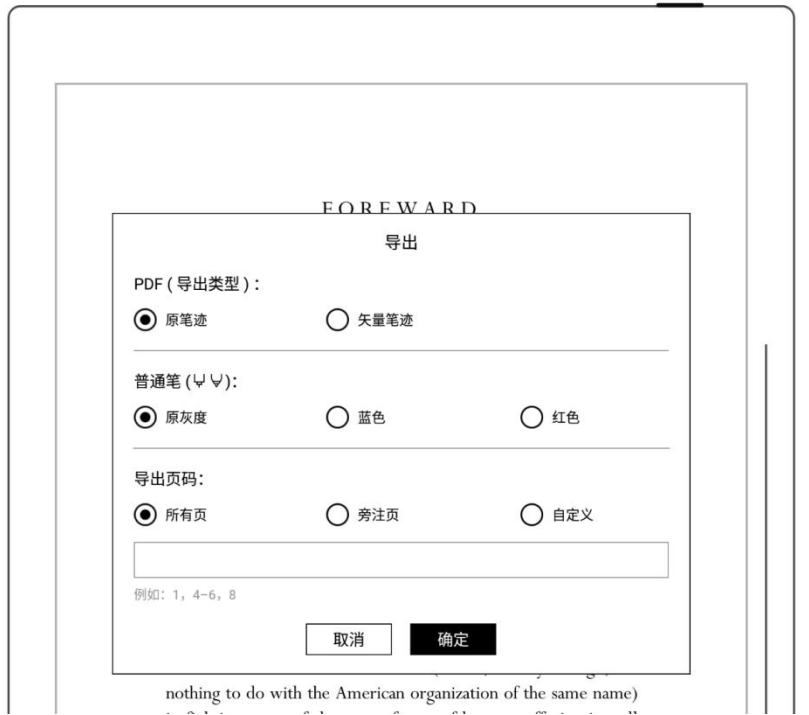 FOREWARD
导出
PDF ( 导出类型 ) :
原笔迹 矢量笔迹
普通笔 ( ):
原灰度 蓝色 红色
导出页码:
所有页 旁注页 自定义
例如: 1, 4-6, 8
取消 确定
nothing to do with the American organization of the same name)